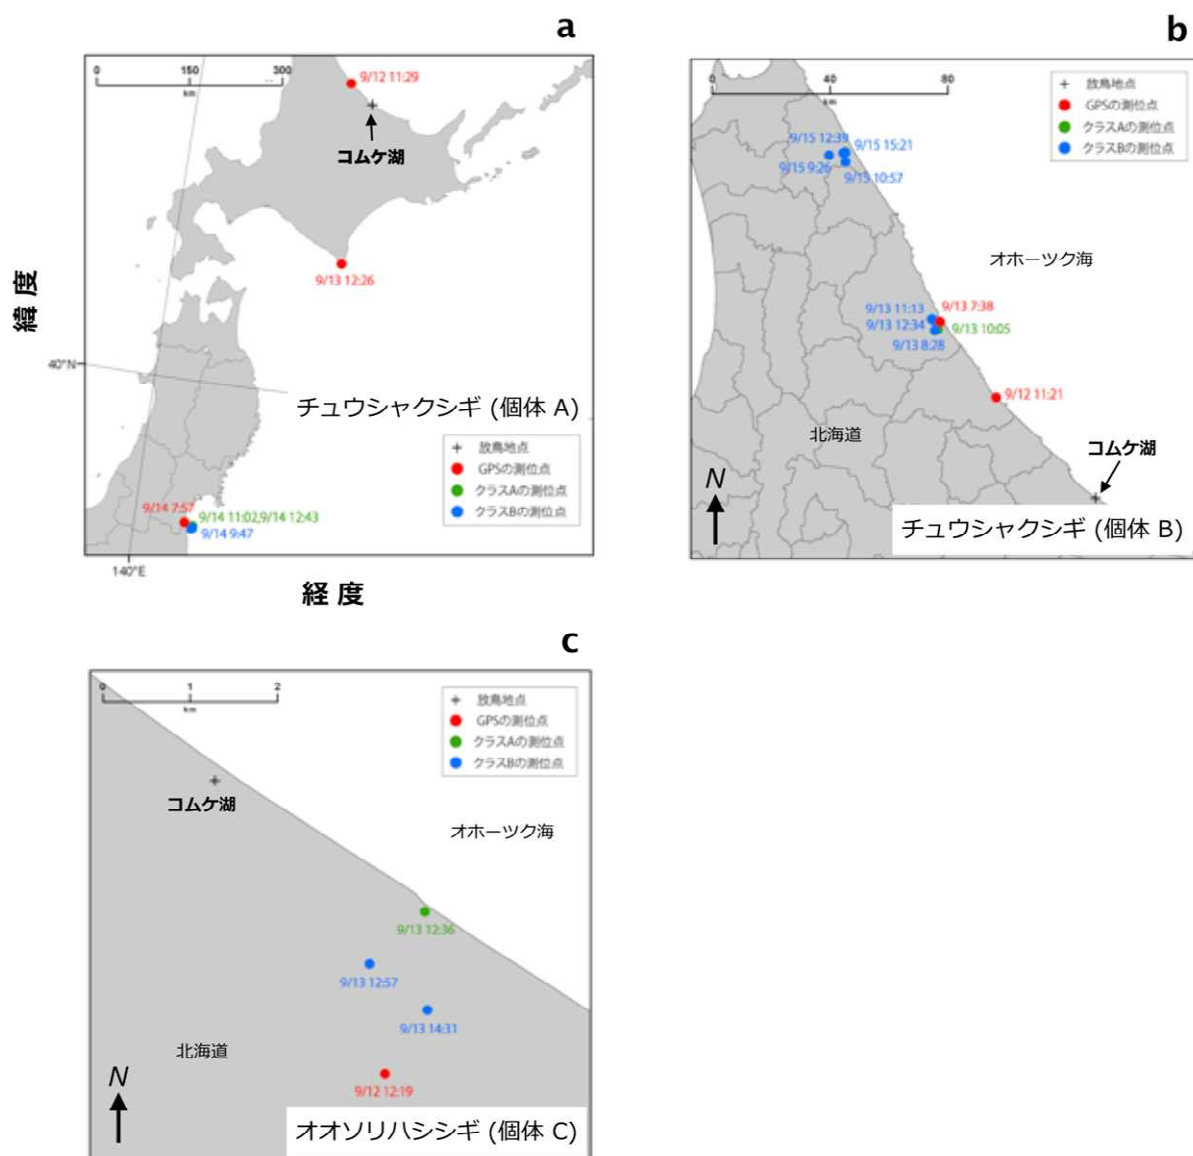 a
0 150 300
km
9/12 11:29
コムケ湖
9/13 12:26
緯度
40°N
チュウシャクシギ (個体 A)
放鳥地点
GPSの測位点
クラスAの測位点
クラスBの測位点
9/14 7:57
9/14 11:02,9/14 12:43
9/14 9:47
140°E
経度
b
0 40 80
km
放鳥地点
GPSの測位点
クラスAの測位点
クラスBの測位点
9/15 12:39
9/15 15:21
9/15 9:26
9/15 10:57
オホーツク海
9/13 11:13
9/13 7:38
9/13 12:34
9/13 10:05
9/13 8:28
9/12 11:21
北海道
コムケ湖
N
チュウシャクシギ (個体 B)
c
0 1 2
km
放鳥地点
GPSの測位点
クラスAの測位点
クラスBの測位点
コムケ湖
オホーツク海
9/13 12:36
9/13 12:57
9/13 14:31
北海道
N
9/12 12:19
オオソリハシシギ (個体 C)